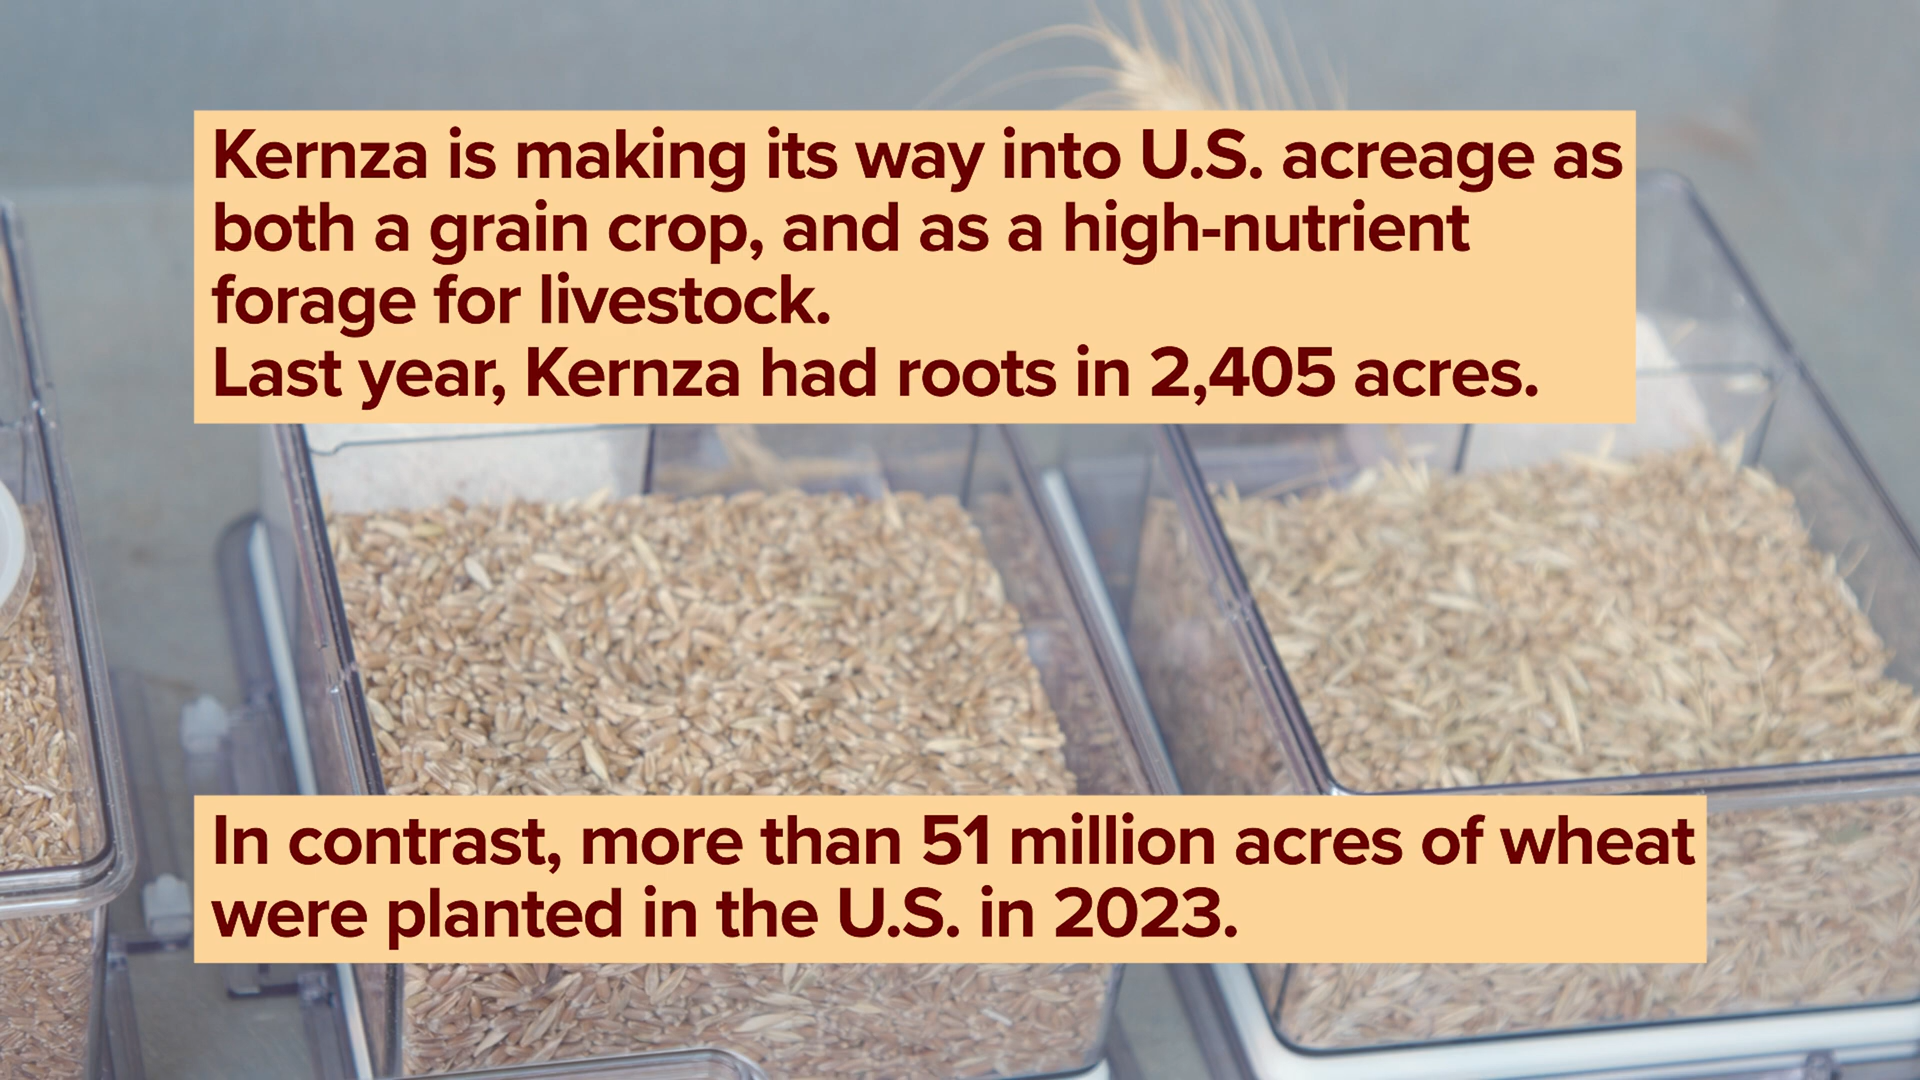 Kernza is making its way into U.S. acreage as
both a grain crop, and as a high-nutrient
forage for livestock.
Last year, Kernza had roots in 2,405 acres.
In contrast, more than 51 million acres of wheat
were planted in the U.S. in 2023.